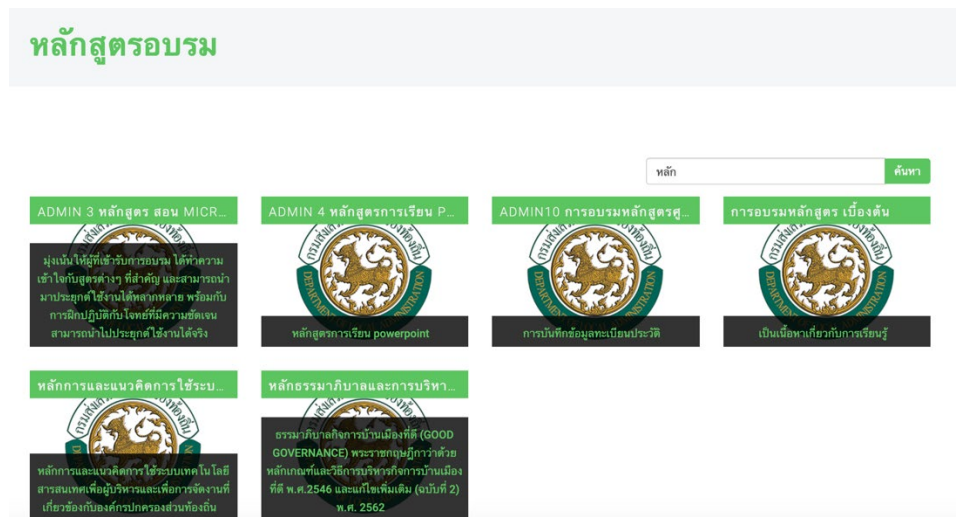 หลักสูตรอบรม
หลัก
ค้นหา
ADMIN 3 หลักสูตร สอน MICR...
ADMIN 4 หลักสูตรการเรียน P...
ADMIN10 การอบรมหลักสูตรศู...
การอบรมหลักสูตร เบื้องต้น
มุ่งเน้นให้ผู้ที่เข้ารับการอบรม ได้ทำความ
เข้าใจกับสูตรต่างๆ ที่สำคัญ และสามารถนำ
มาประยุกต์ใช้งานได้หลากหลาย พร้อมกับ
การฝึกปฏิบัติกับโจทย์ที่มีความชัดเจน
สามารถนำไปประยุกต์ใช้งานได้จริง
หลักสูตรการเรียน powerpoint
การบันทึกข้อมูลทะเบียนประวัติ
เป็นเนื้อหาเกี่ยวกับการเรียนรู้
หลักการและแนวคิดการใช้ระบ...
หลักธรรมาภิบาลและการบริหา...
หลักการและแนวคิดการใช้ระบบเทคโนโลยี
สารสนเทศเพื่อผู้บริหารและเพื่อการจัดงานที่
เกี่ยวข้องกับองค์กรปกครองส่วนท้องถิ่น
ธรรมาภิบาลกิจการบ้านเมืองที่ดี (GOOD
GOVERNANCE) พระราชกฤษฎีกาว่าด้วย
หลักเกณฑ์และวิธีการบริหารกิจการบ้านเมือง
ที่ดี พ.ศ.2546 และแก้ไขเพิ่มเติม (ฉบับที่ 2)
พ.ศ. 2562